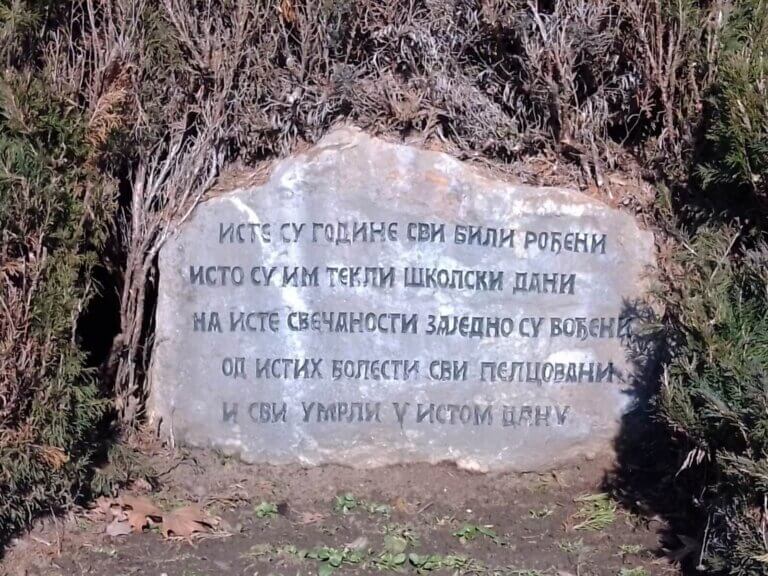 ИСТЕ СУ ГОДИНЕ СВИ БИЛИ РОЂЕНИ
ИСТО СУ ИМ ТЕКЛИ ШКОЛСКИ ДАНИ
НА ИСТЕ СВЕЧАНОСТИ ЗАЈЕДНО СУ ВОЂЕНИ
ОД ИСТИХ БОЛЕСТИ СВИ ПЕЛЦОВАНИ
И СВИ УМРЛИ У ИСТОМ ДАНУ